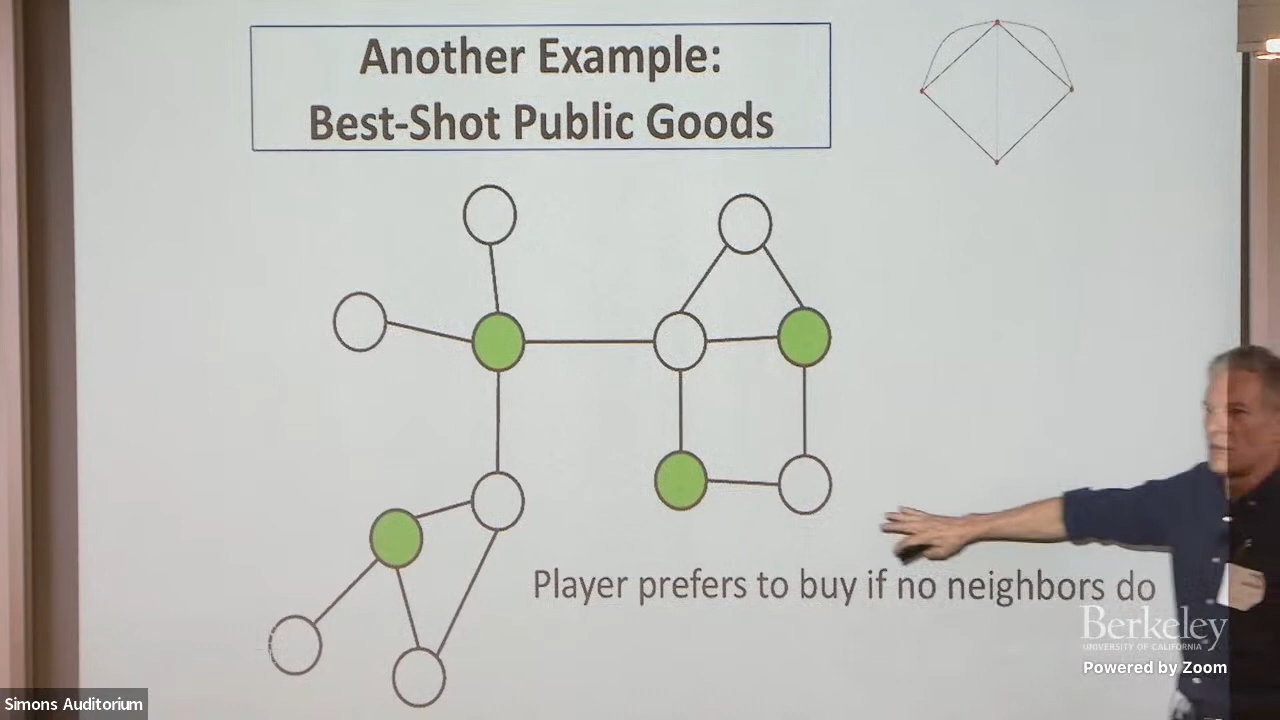 Another Example:
Best-Shot Public Goods
Player prefers to buy if no neighbors do
Berkeley
UNIVERSITY OF CALIFORNIA
Powered by Zoom
Simons Auditorium